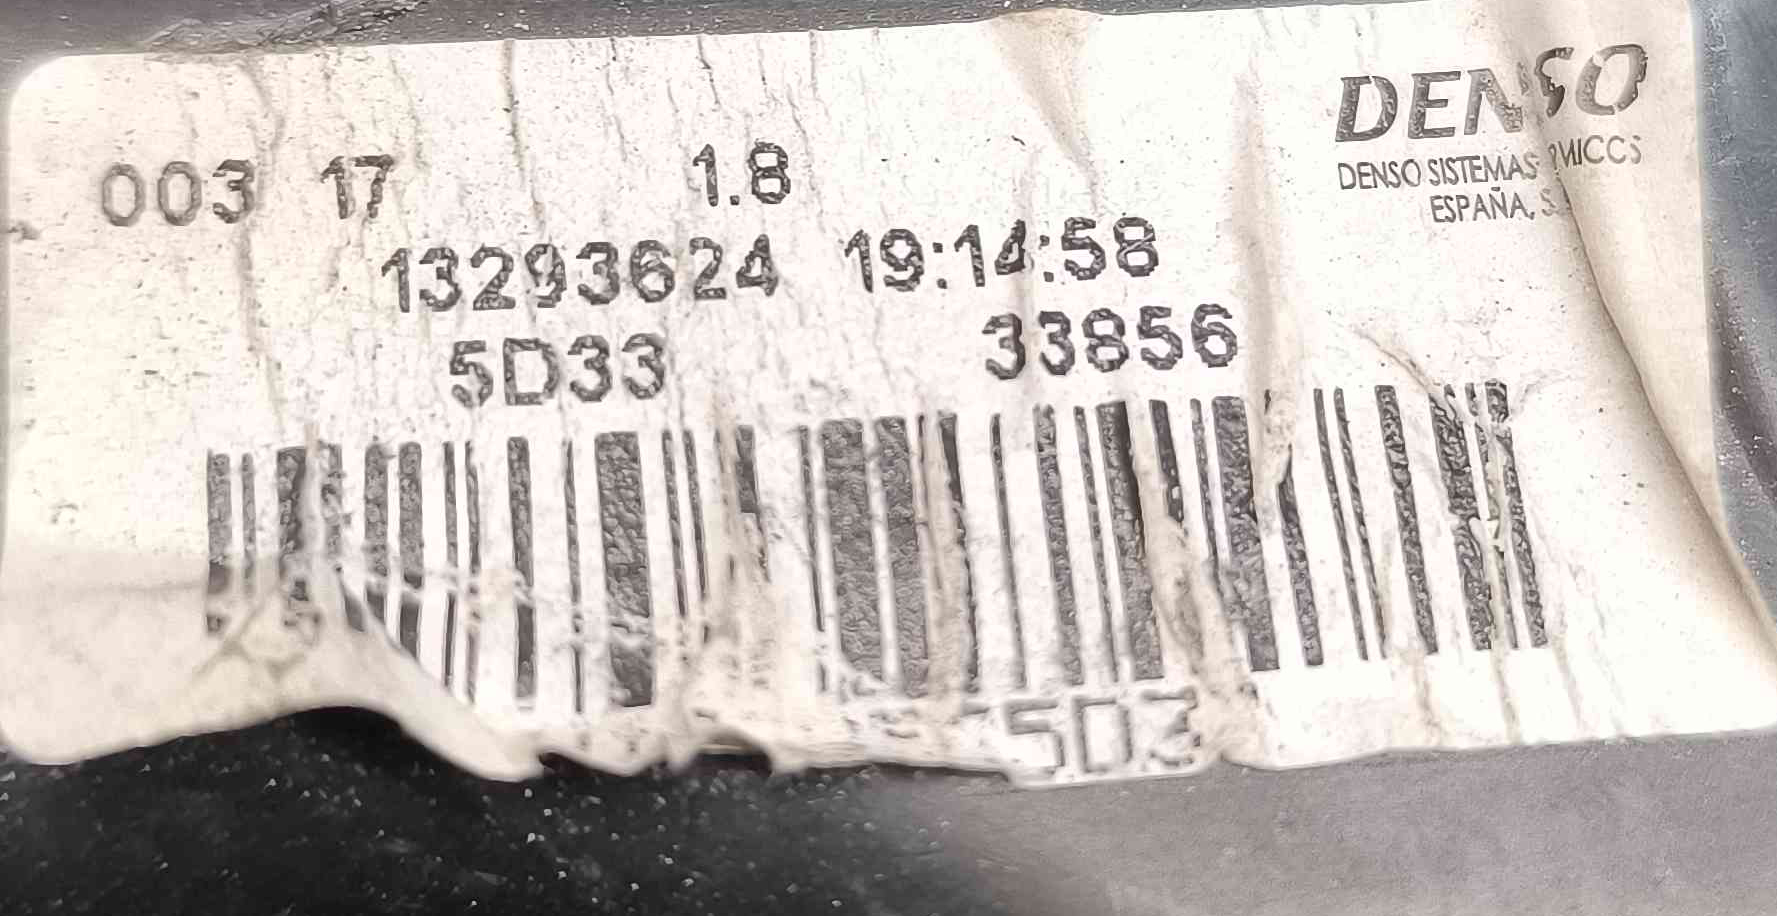 DENSO
DENSO SISTEMAS
ESPAÑA,
003 17 1.8
13293624 19:14:58
5D33 33856
5D3